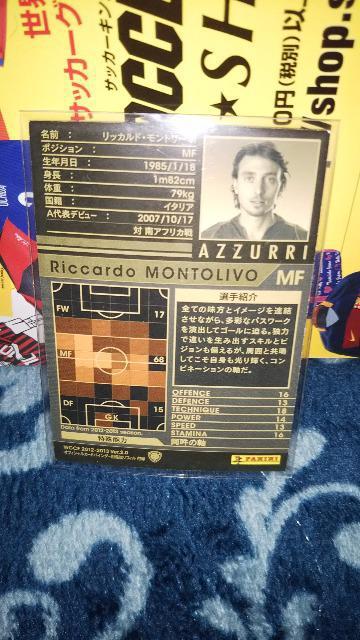 世
サッカーグ
サッカーキン
OCCE
★SH
0円(税別)以
shop.s
名前 : リッカルド・モントリーヴォ
ポジション : MF
生年月日 : 1985/1/18
身長 : 1m82cm
体重 : 79kg
国籍 : イタリア
A代表デビュー : 2007/10/17
対 南アフリカ戦
AZZURRI
Riccardo MONTOLIVO MF
FW 17
MF 68
DF 15
GK
Data from 2012-2013 season.
特殊能力
選手紹介
全ての味方とイメージを連結
させながら、多彩なパスワーク
を演出してゴールに迫る。独力
で違いを生み出すスキルとビ
ジョンも備えるが、周囲と共鳴
してこそ自身も光り輝く、コン
ビネーションの軸だ。
OFFENCE 16
DEFENCE 13
TECHNIQUE 18
POWER 14
SPEED 13
STAMINA 16
阿吽の軸
WCCF 2012-2013 Ver.2.0
PANINI